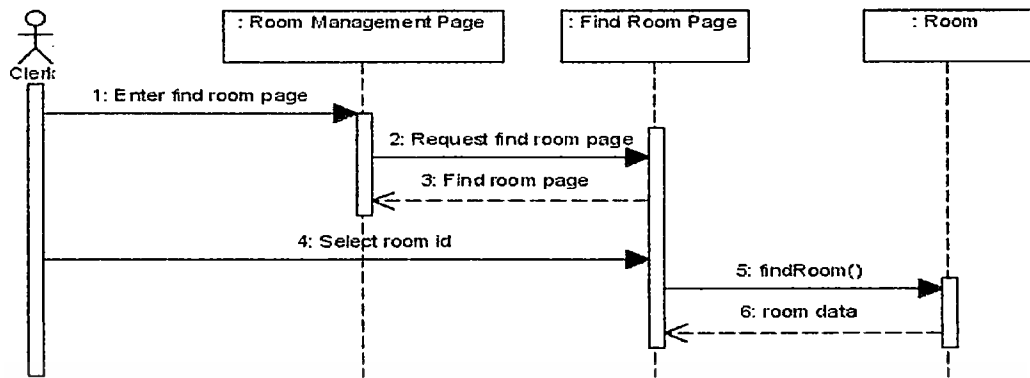 : Room Management Page
: Find Room Page
: Room
Clerk
1: Enter find room page
2: Request find room page
3: Find room page
4: Select room id
5: findRoom()
6: room data